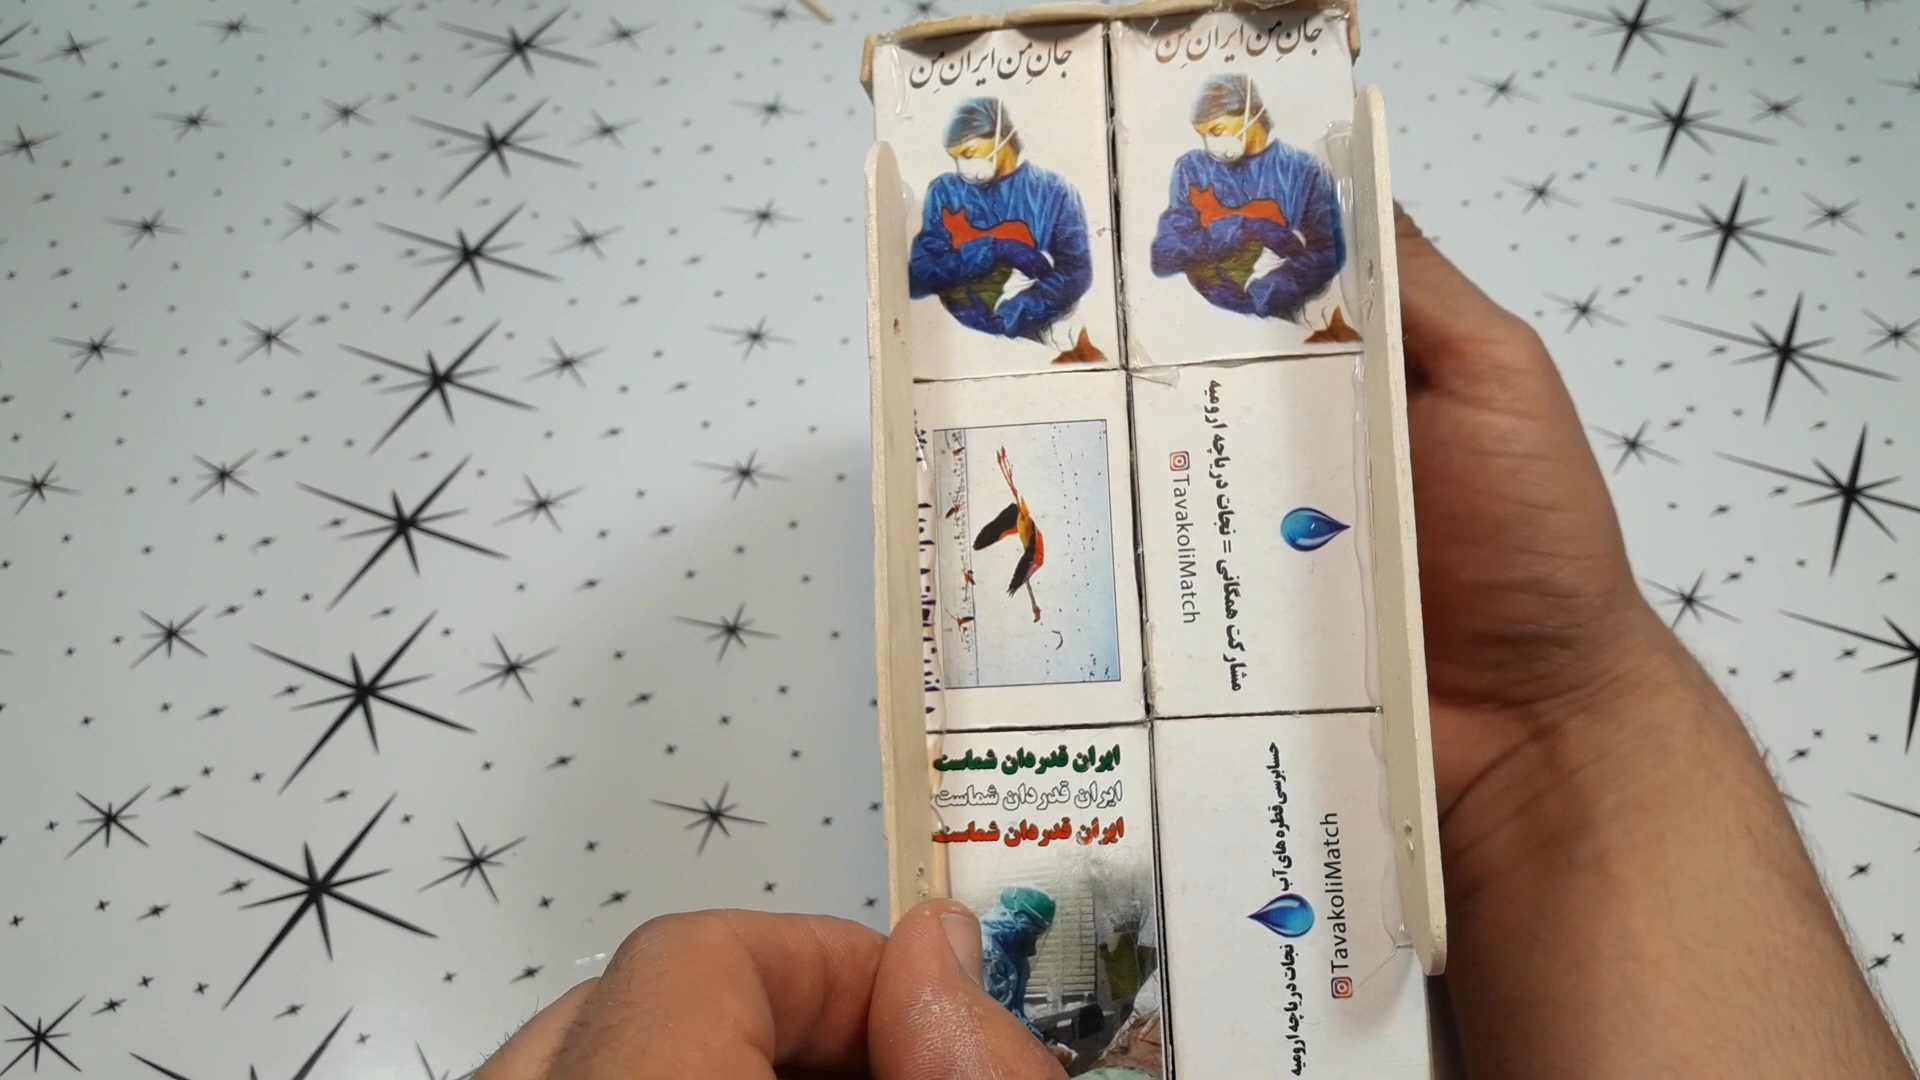 جانِ من ایرانِ من
جانِ من ایرانِ من
مشارکت همگانی = نجات دریاچه ارومیه
TavakoliMatch
ایران قدردان شماست
ایران قدردان شماست
ایران قدردان شماست
حسابرسی قطره های آب
نجات دریاچه ارومیه
TavakoliMatch